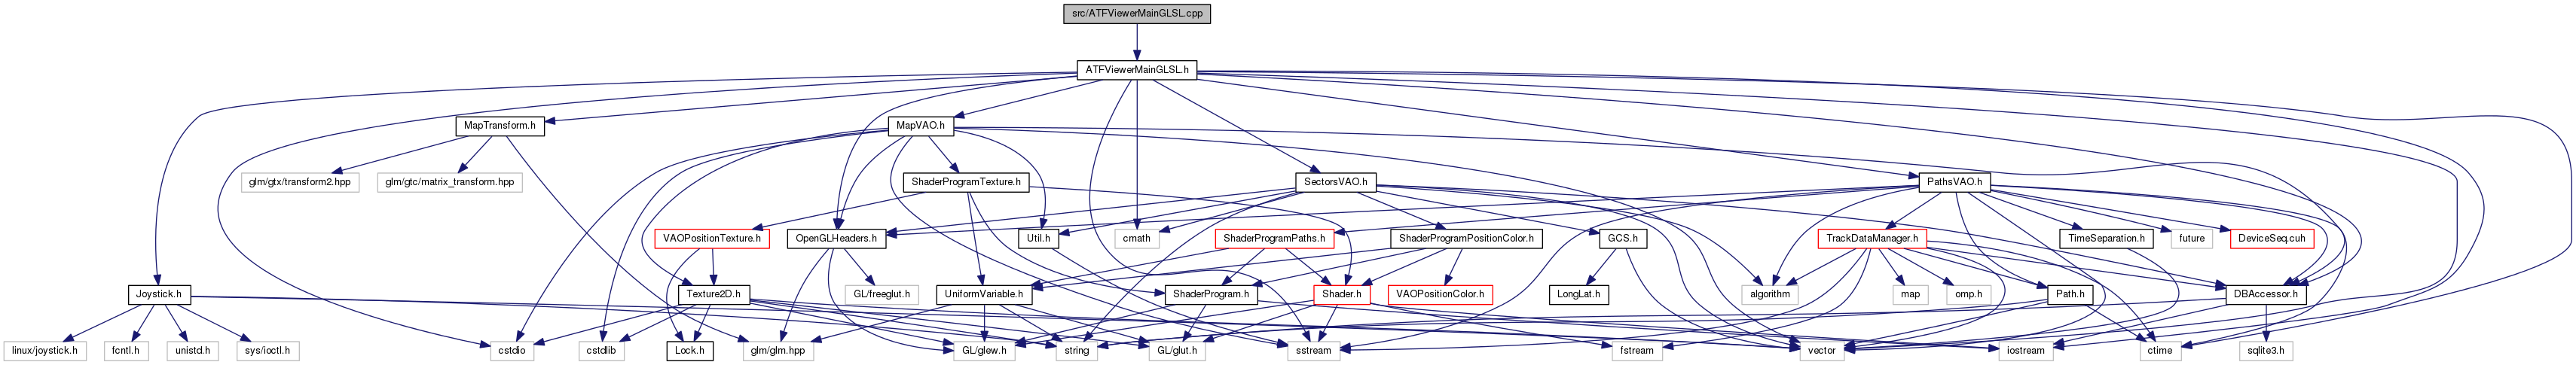 src/ATFViewerMainGLSL.cpp
ATFViewerMainGLSL.h
MapTransform.h
MapVAO.h
glm/gtx/transform2.hpp
glm/gtc/matrix_transform.hpp
ShaderProgramTexture.h
SectorsVAO.h
PathsVAO.h
VAOPositionTexture.h
OpenGLHeaders.h
Util.h
cmath
ShaderProgramPaths.h
ShaderProgramPositionColor.h
GCS.h
TrackDataManager.h
TimeSeparation.h
future
DeviceSeq.cuh
Joystick.h
Texture2D.h
GL/freeglut.h
UniformVariable.h
ShaderProgram.h
Shader.h
VAOPositionColor.h
LongLat.h
algorithm
map
omp.h
Path.h
DBAccessor.h
linux/joystick.h
fcntl.h
unistd.h
sys/ioctl.h
cstdio
cstdlib
Lock.h
glm/glm.hpp
GL/glew.h
string
GL/glut.h
sstream
fstream
vector
iostream
ctime
sqlite3.h